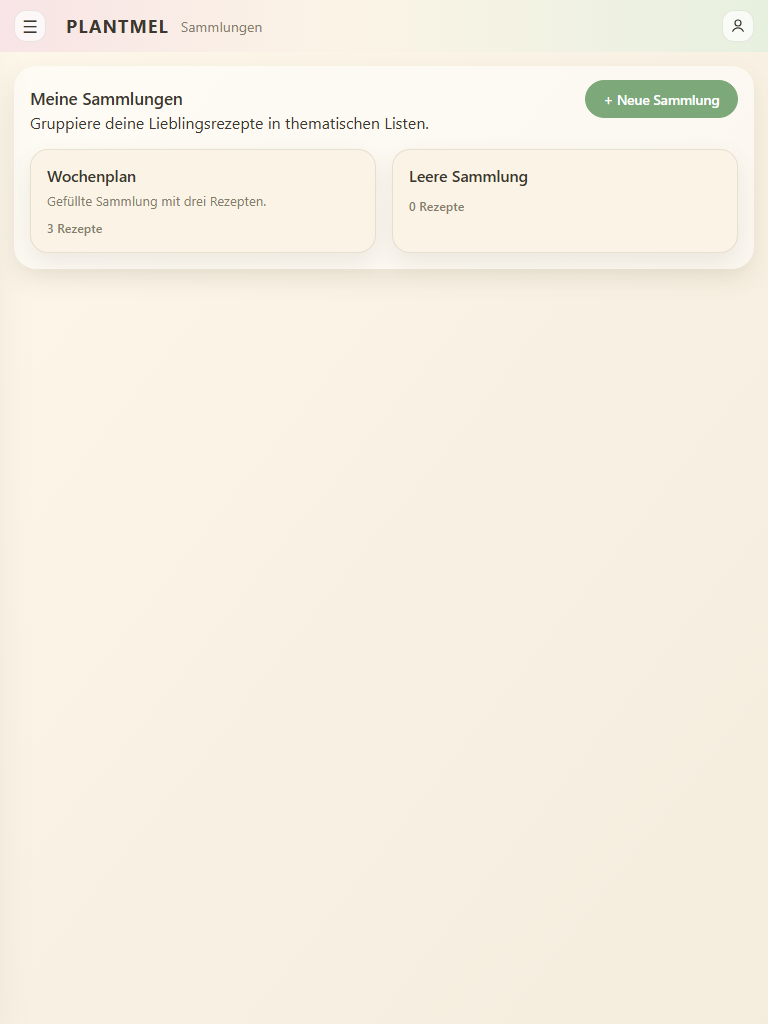 PLANTMEL Sammlungen
Meine Sammlungen
+ Neue Sammlung
Gruppiere deine Lieblingsrezepte in thematischen Listen.
Wochenplan
Gefüllte Sammlung mit drei Rezepten.
3 Rezepte
Leere Sammlung
0 Rezepte